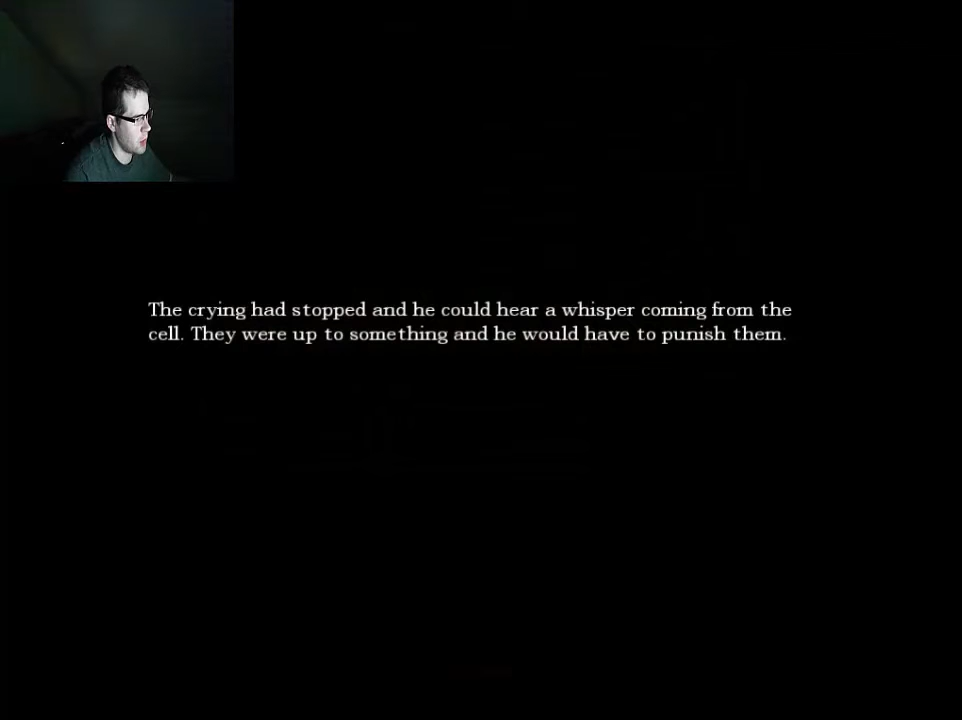 The crying had stopped and he could hear a whisper coming from the
cell. They were up to something and he would have to punish them.